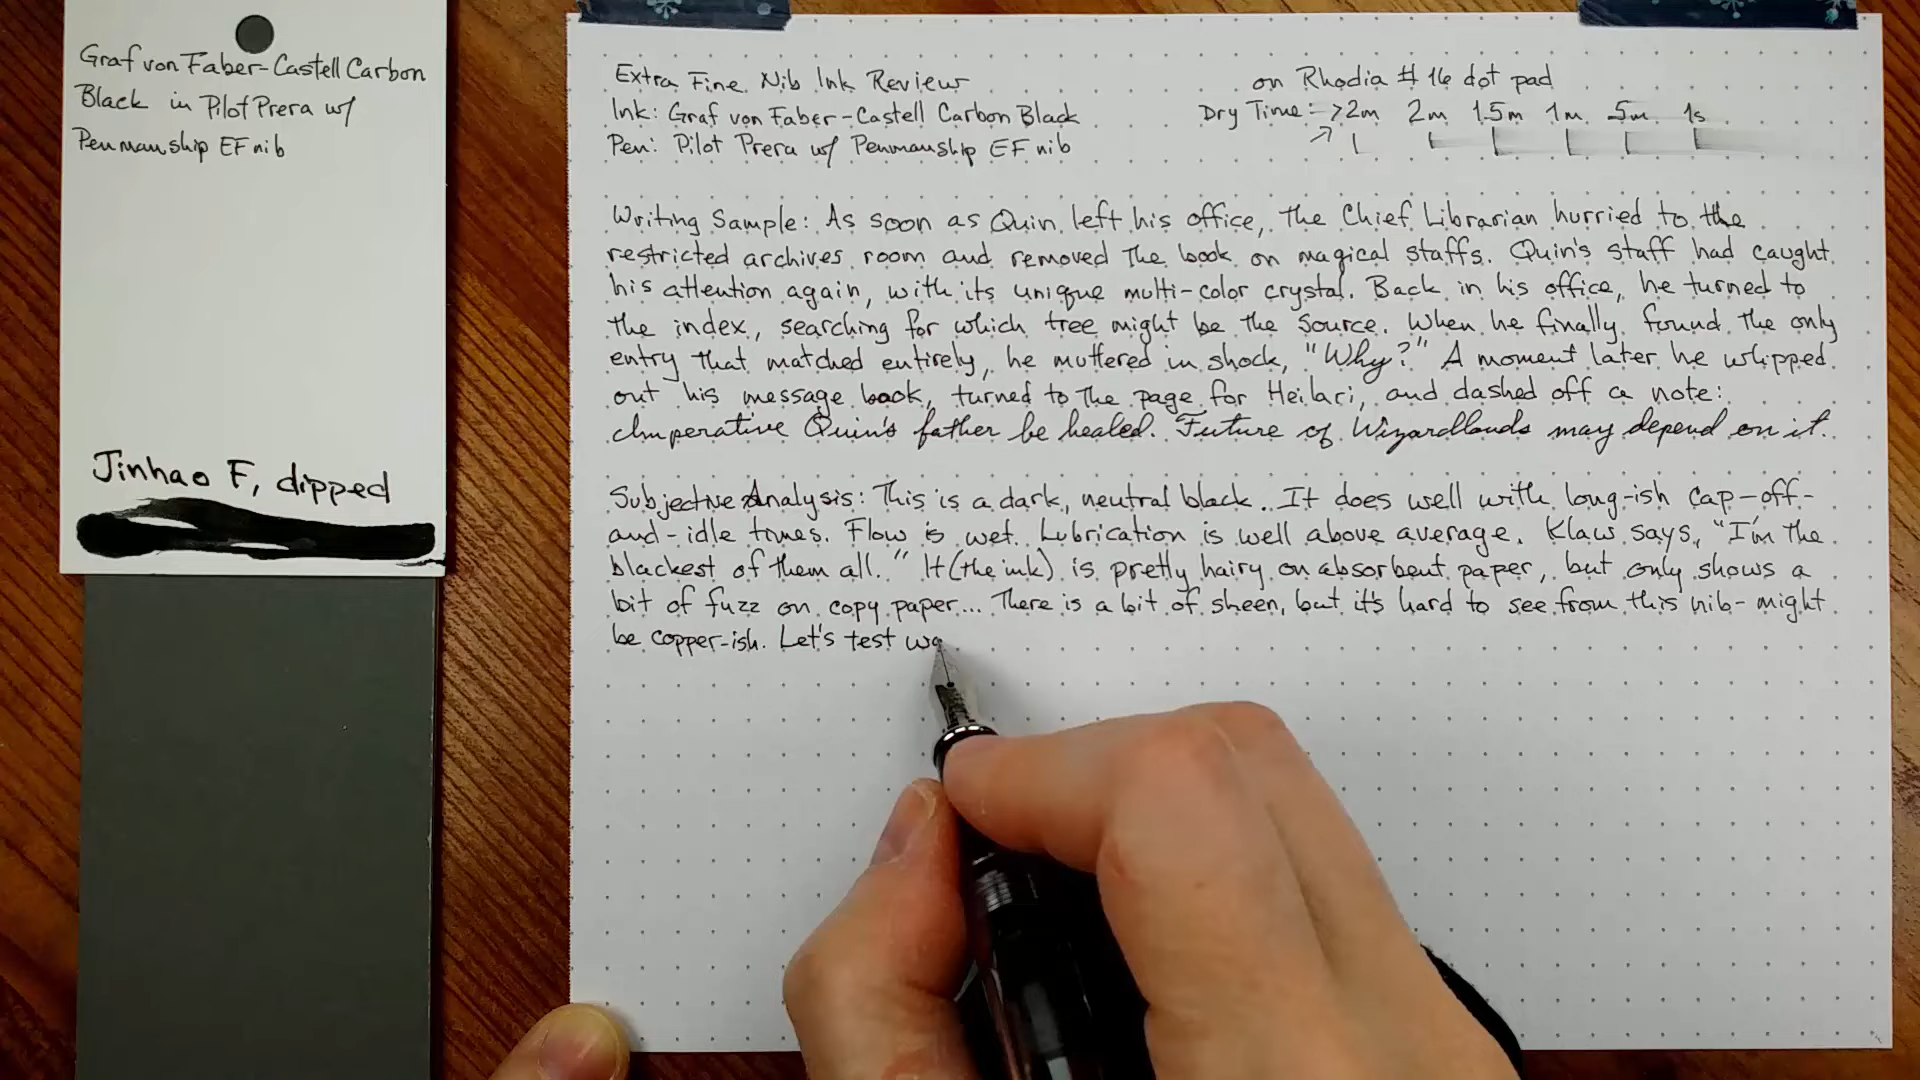 Graf von Faber-Castell Carbon
Black in Pilot Prera w/
Penmanship EF nib
Jinhao F, dipped
Extra Fine Nib Ink Review
Ink: Graf von Faber-Castell Carbon Black
Pen: Pilot Prera w/ Penmanship EF nib
on Rhodia #16 dot pad
Dry Time: >2m 2m 1.5m 1m .5m 1s
Writing Sample: As soon as Quin left his office, the Chief Librarian hurried to the
restricted archives room and removed the book on magical staffs. Quin's staff had caught
his attention again, with its unique multi-color crystal. Back in his office, he turned to
the index, searching for which tree might be the source. When he finally found the only
entry that matched entirely, he muttered in shock, "Why?" A moment later he whipped
out his message book, turned to the page for Heilari, and dashed off a note:
Imperative Quin's father be healed. Future of Wizardlands may depend on it.
Subjective Analysis: This is a dark, neutral black. It does well with long-ish cap-off-
and-idle times. Flow is wet. Lubrication is well above average. Klaw says, "I'm the
blackest of them all." It (the ink) is pretty hairy on absorbent paper, but only shows a
bit of fuzz on copy paper... There is a bit of sheen, but it's hard to see from this nib - might
be copper-ish. Let's test wa